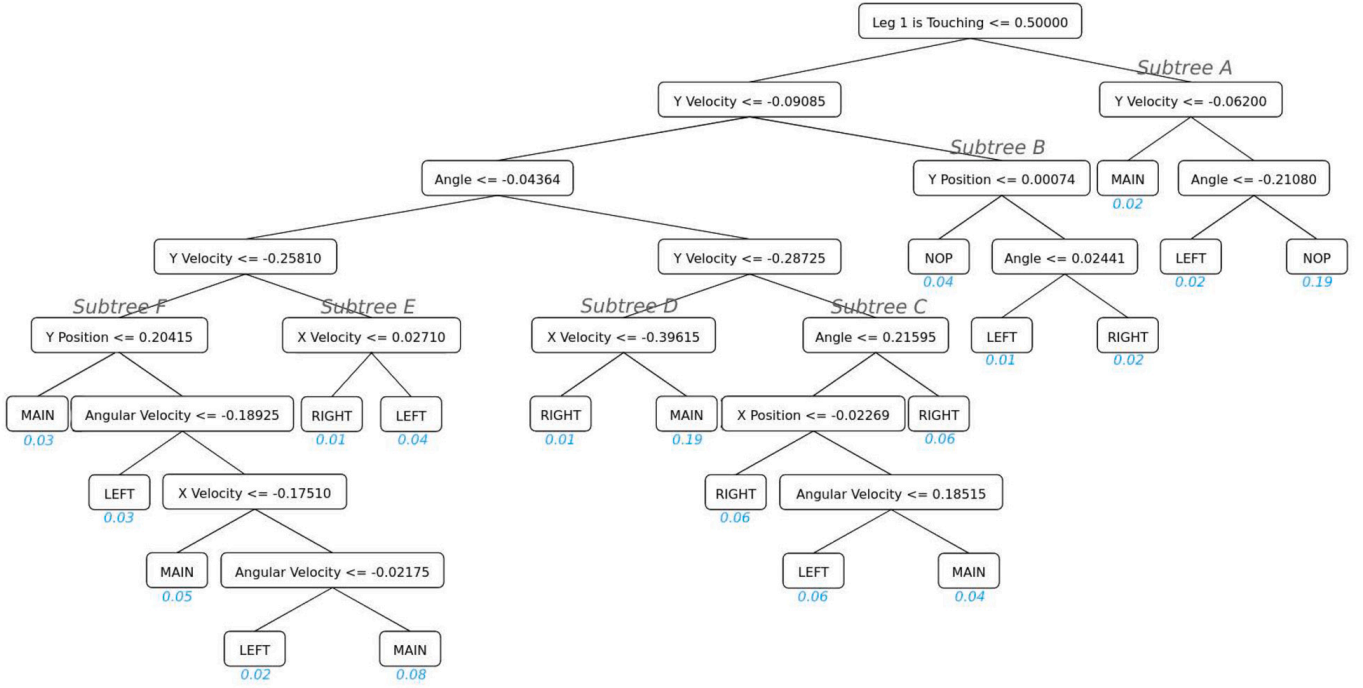 Leg 1 is Touching <= 0.50000
Subtree A
Y Velocity <= -0.09085
Y Velocity <= -0.06200
Subtree B
Angle <= -0.04364
Y Position <= 0.00074
MAIN
0.02
Angle <= -0.21080
Y Velocity <= -0.25810
Y Velocity <= -0.28725
NOP
0.04
Angle <= 0.02441
LEFT
0.02
NOP
0.19
Subtree F
Subtree E
Subtree D
Subtree C
Y Position <= 0.20415
X Velocity <= 0.02710
X Velocity <= -0.39615
Angle <= 0.21595
LEFT
0.01
RIGHT
0.02
MAIN
0.03
Angular Velocity <= -0.18925
RIGHT
0.01
LEFT
0.04
RIGHT
0.01
MAIN
0.19
X Position <= -0.02269
RIGHT
0.06
LEFT
0.03
X Velocity <= -0.17510
RIGHT
0.06
Angular Velocity <= 0.18515
MAIN
0.05
Angular Velocity <= -0.02175
LEFT
0.06
MAIN
0.04
LEFT
0.02
MAIN
0.08